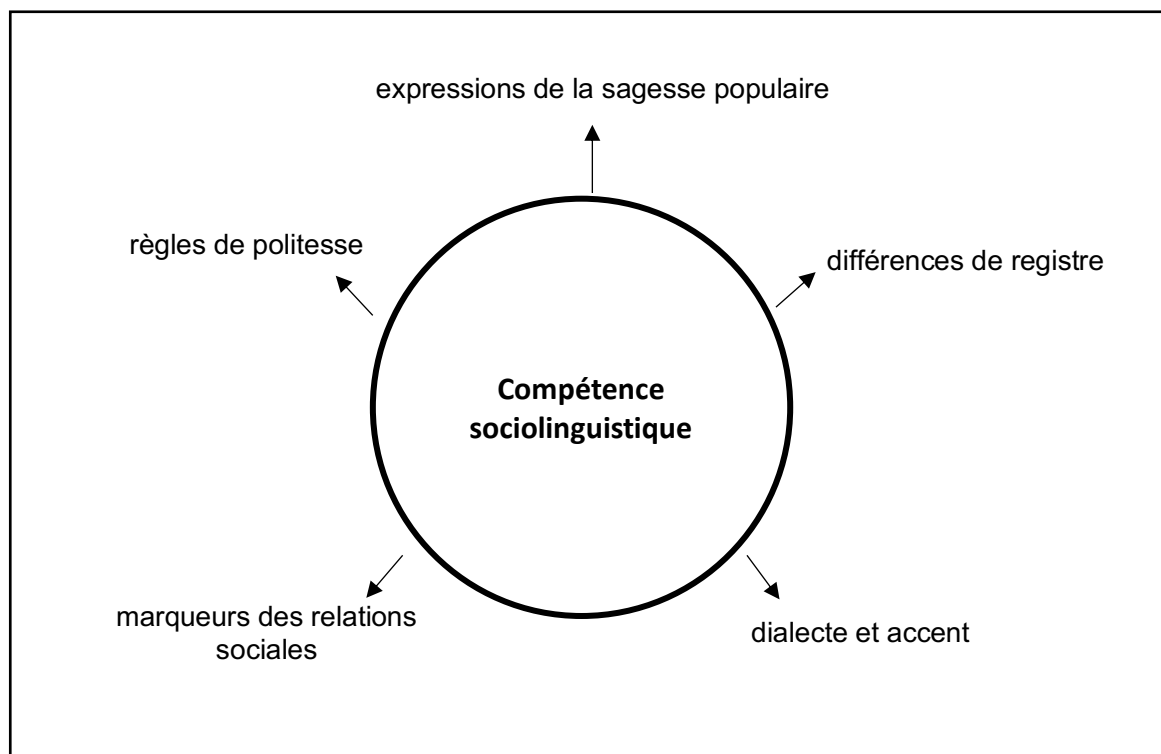 expressions de la sagesse populaire
règles de politesse
différences de registre
Compétence
sociolinguistique
marqueurs des relations
sociales
dialecte et accent